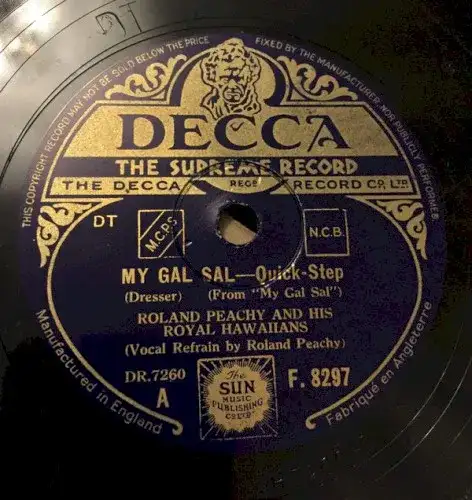 DT
THIS COPYRIGHT RECORD MAY NOT BE SOLD BELOW THE PRICE FIXED BY THE MANUFACTURER. NOR PUBLICLY PERFORMED
DECCA
THE SUPREME RECORD
THE DECCA REGD RECORD CO. LTD
DT M.C.P.S. N.C.B.
MY GAL SAL—Quick-Step
(Dresser) (From "My Gal Sal")
ROLAND PEACHY AND HIS
ROYAL HAWAIIANS
(Vocal Refrain by Roland Peachy)
DR.7260 F. 8297
A
The
SUN
MUSIC
PUBLISHING
CO. LTD.
Manufactured in England
Fabriqué en Angleterre